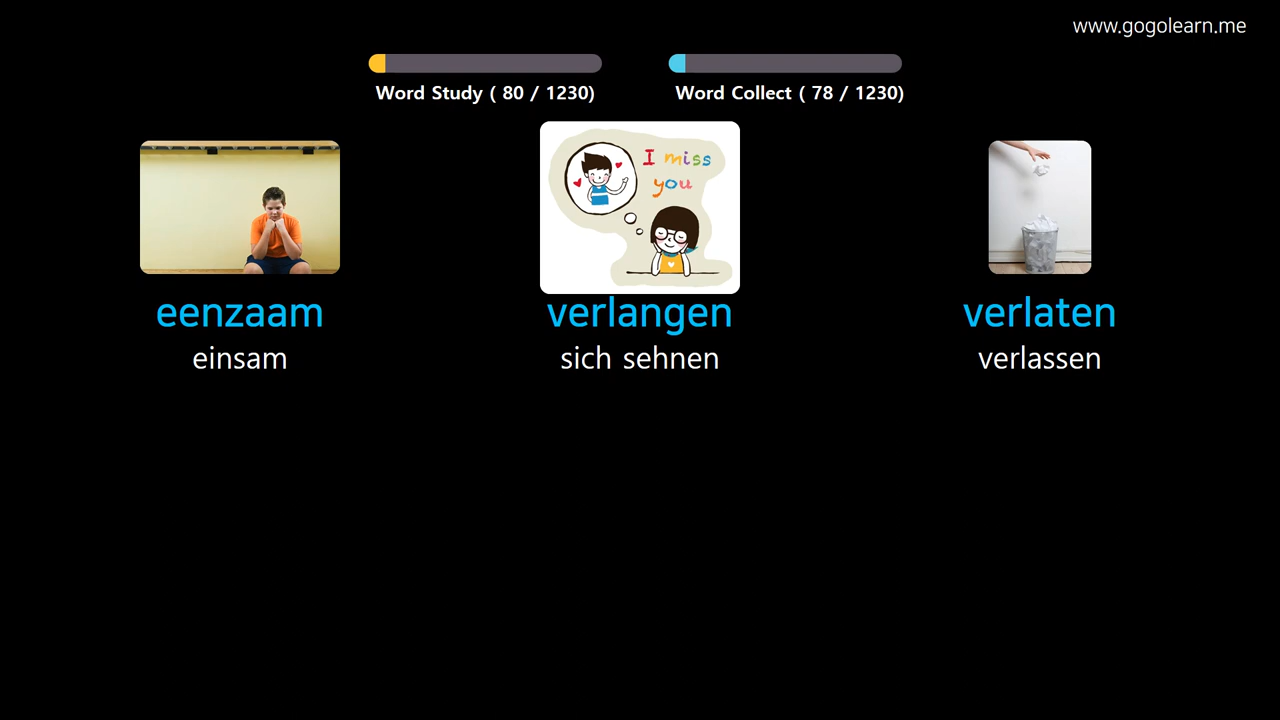 www.gogolearn.me
Word Study ( 80 / 1230)
Word Collect ( 78 / 1230)
I miss
you
eenzaam
einsam
verlangen
sich sehnen
verlaten
verlassen